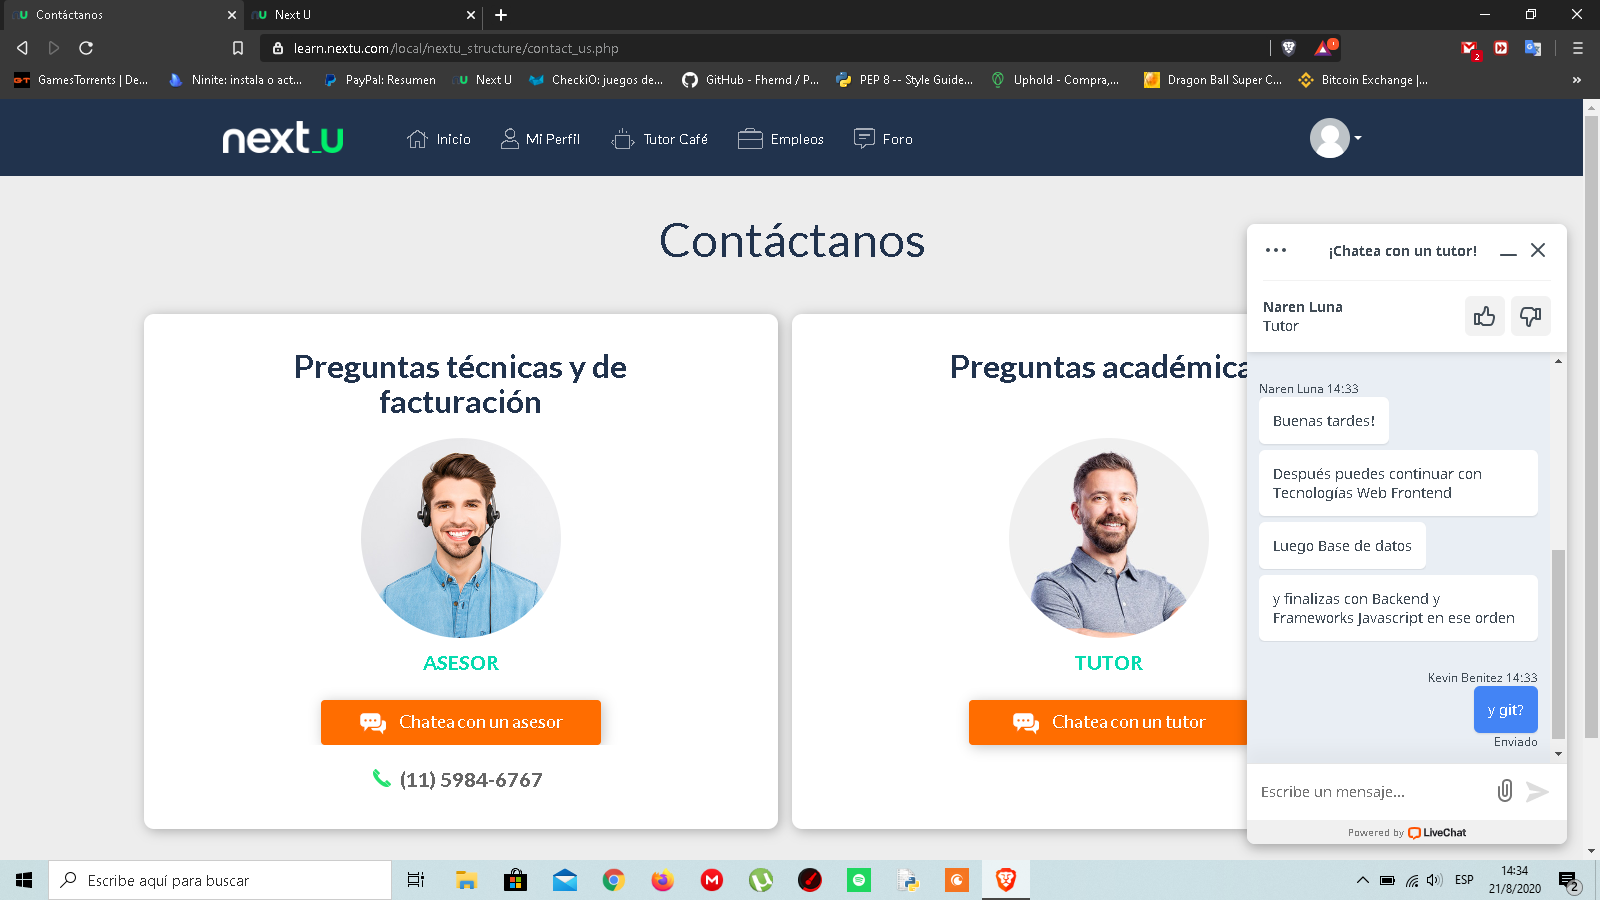 Contáctanos
Next U
learn.nextu.com/local/nextu_structure/contact_us.php
2
GamesTorrents | De...
Ninite: instala o act...
PayPal: Resumen
Next U
CheckiO: juegos de...
GitHub - Fhernd / P...
PEP 8 -- Style Guide...
Uphold - Compra,...
Dragon Ball Super C...
Bitcoin Exchange |...
next_U
Inicio
Mi Perfil
Tutor Café
Empleos
Foro
Contáctanos
Preguntas técnicas y de
facturación
ASESOR
Chatea con un asesor
(11) 5984-6767
Preguntas académica
TUTOR
Chatea con un tutor
¡Chatea con un tutor!
Naren Luna
Tutor
Naren Luna 14:33
Buenas tardes!
Después puedes continuar con
Tecnologías Web Frontend
Luego Base de datos
y finalizas con Backend y
Frameworks Javascript en ese orden
Kevin Benitez 14:33
y git?
Enviado
Escribe un mensaje...
Powered by LiveChat
Escribe aquí para buscar
ESP
14:34
21/8/2020
2